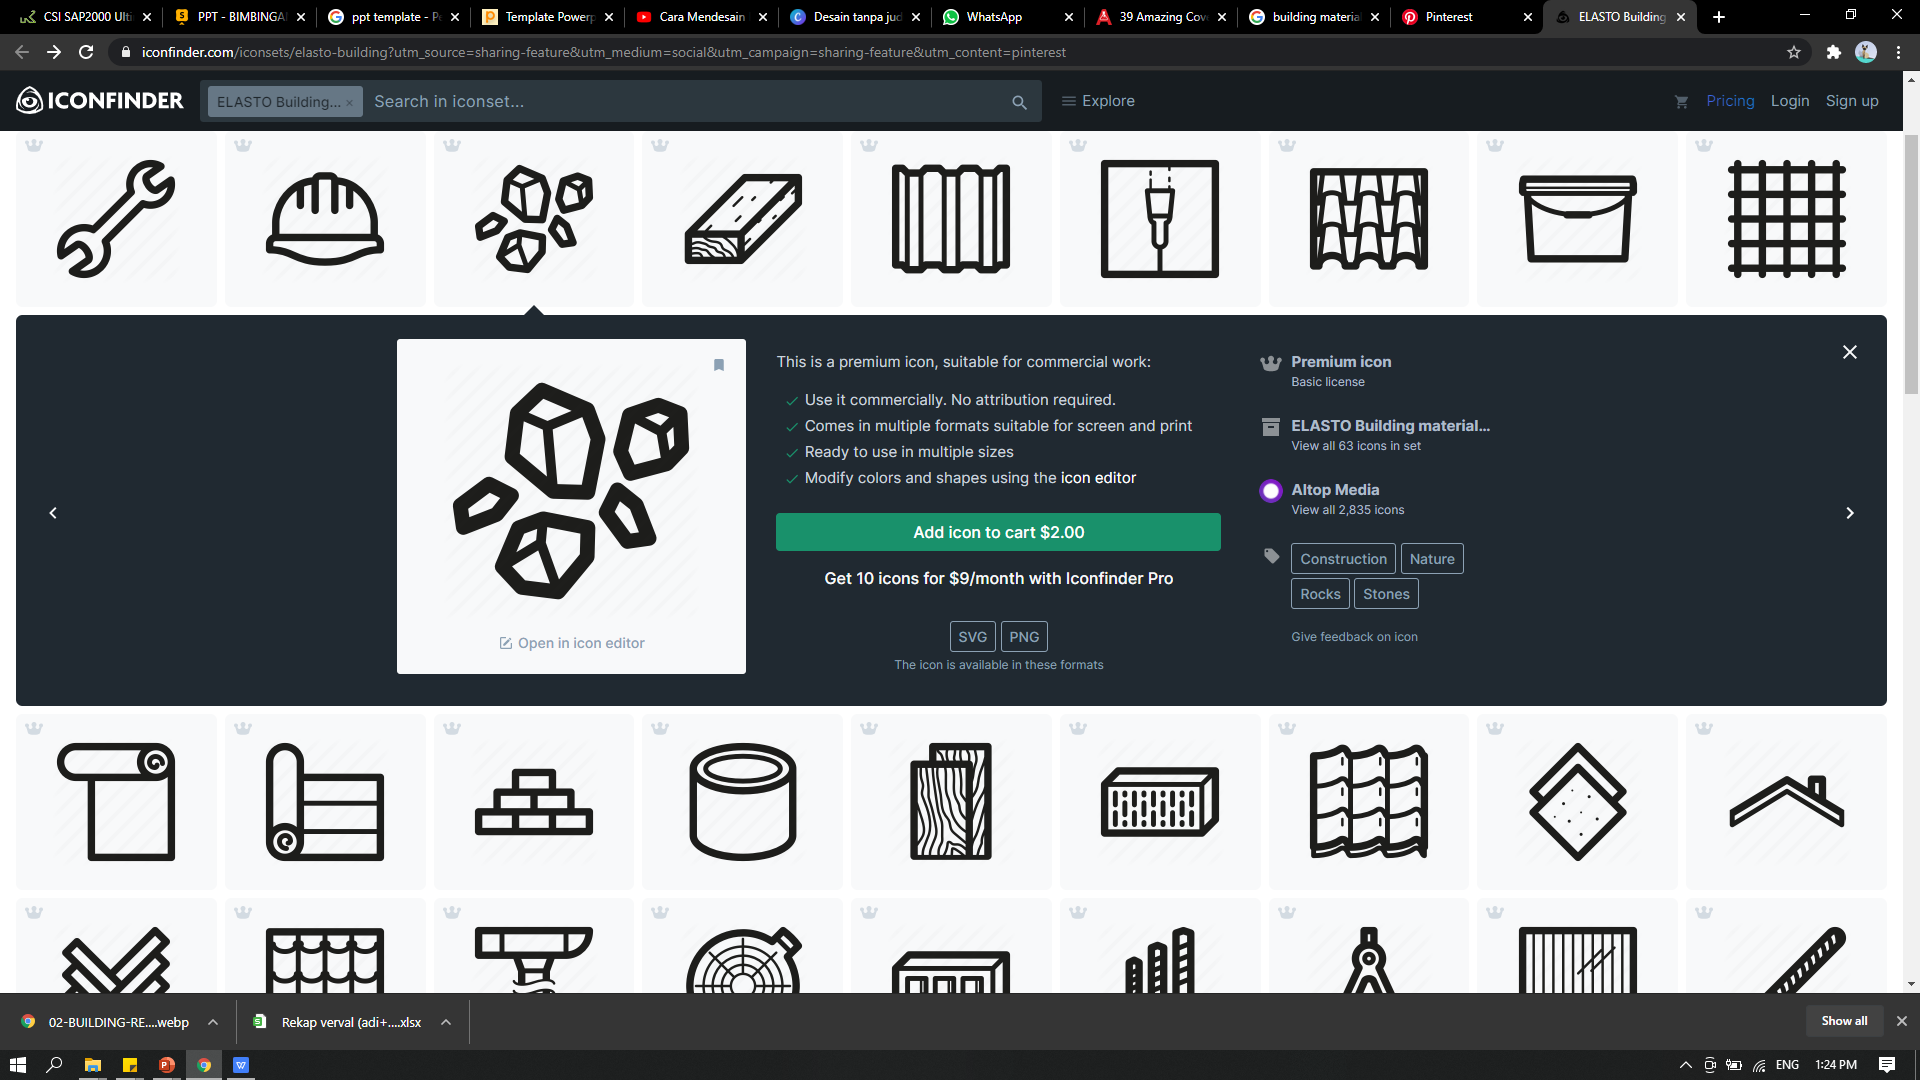 CSI SAP2000 Ulti
PPT - BIMBINGAN
ppt template - Pe
Template Powerp
Cara Mendesain
Desain tanpa jud
WhatsApp
39 Amazing Cov
building materia
Pinterest
ELASTO Building
iconfinder.com/iconsets/elasto-building?utm_source=sharing-feature&utm_medium=social&utm_campaign=sharing-feature&utm_content=pinterest
ICONFINDER
ELASTO Building... ×
Search in iconset...
Explore
Pricing
Login
Sign up
This is a premium icon, suitable for commercial work:
Use it commercially. No attribution required.
Comes in multiple formats suitable for screen and print
Ready to use in multiple sizes
Modify colors and shapes using the icon editor
Add icon to cart $2.00
Get 10 icons for $9/month with Iconfinder Pro
SVG
PNG
The icon is available in these formats
Open in icon editor
Premium icon
Basic license
ELASTO Building material...
View all 63 icons in set
Altop Media
View all 2,835 icons
Construction
Nature
Rocks
Stones
Give feedback on icon
02-BUILDING-RE....webp
Rekap verval (adi+....xlsx
Show all
ENG
1:24 PM